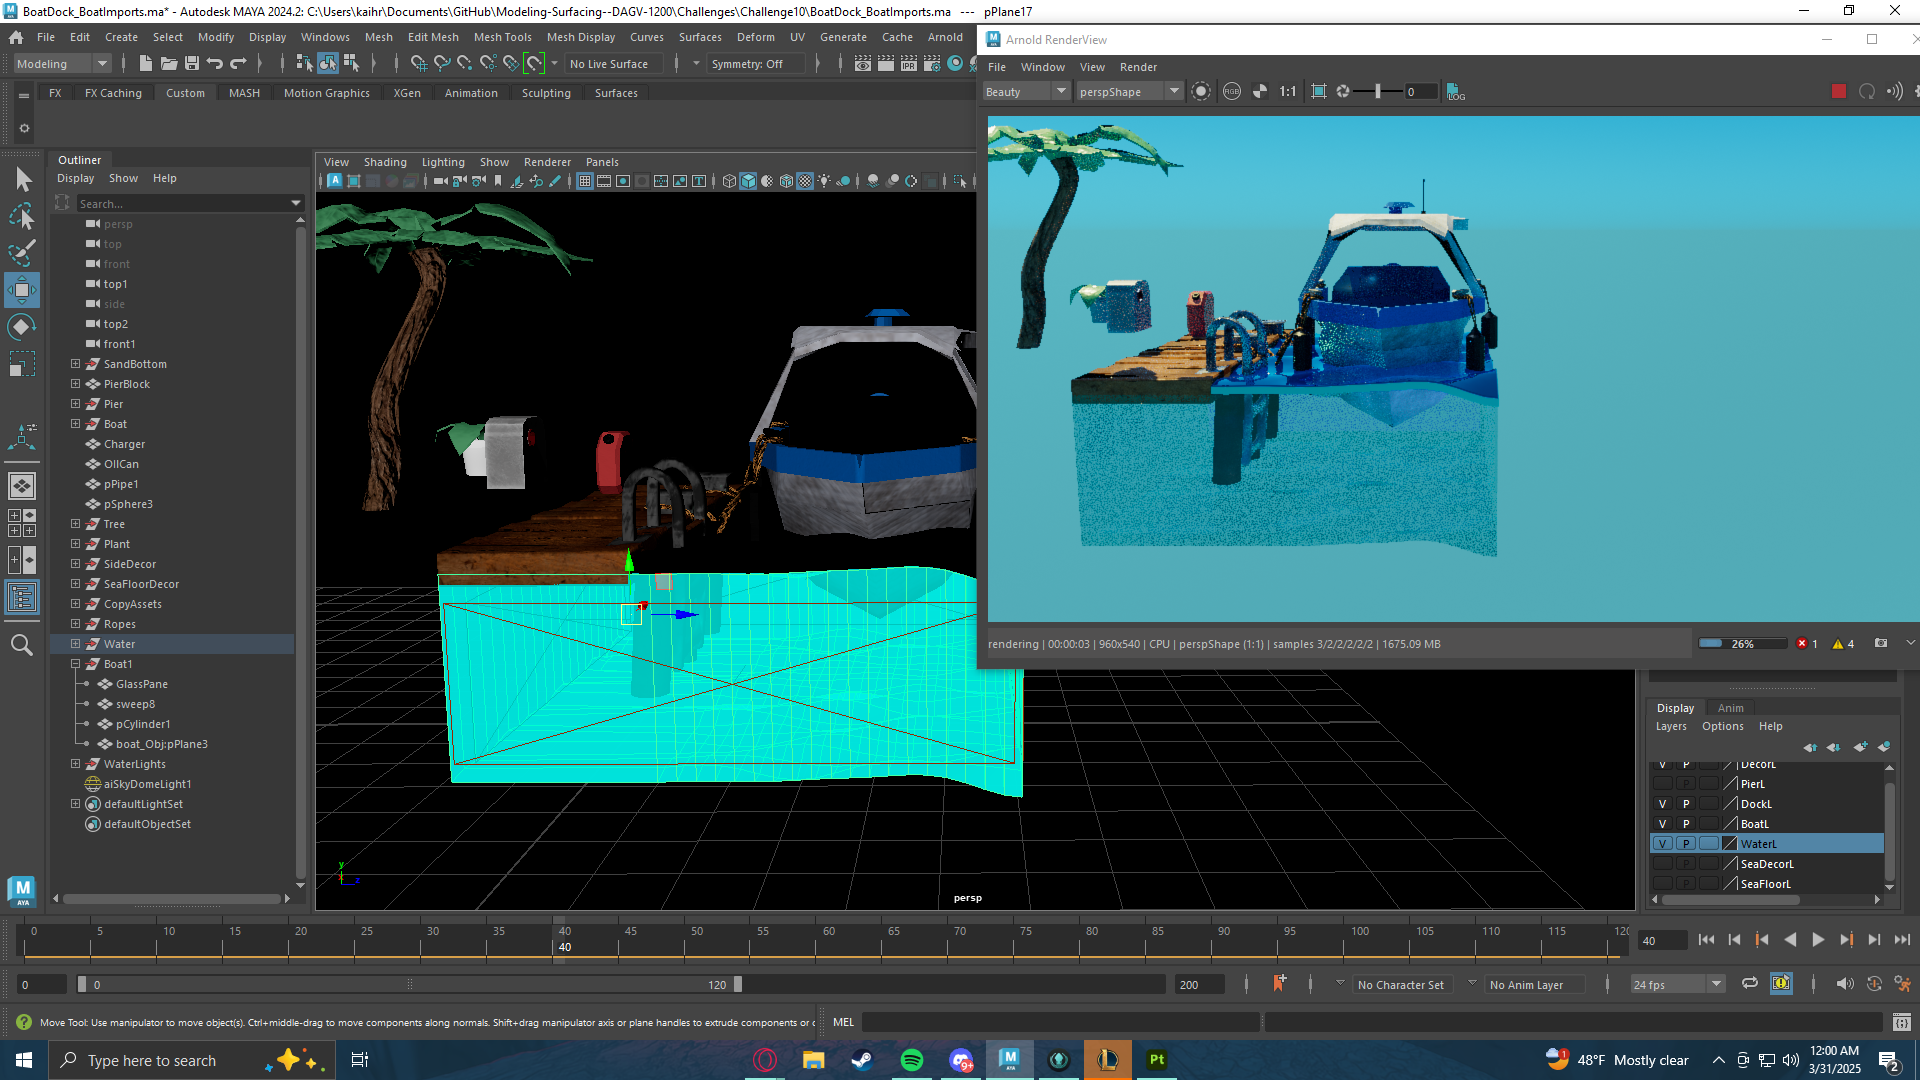 BoatDock_BoatImports.ma* - Autodesk MAYA 2024.2: C:\Users\kaihr\Documents\GitHub\Modeling-Surfacing--DAGV-1200\Challenges\Challenge10\BoatDock_BoatImports.ma --- pPlane17
File Edit Create Select Modify Display Windows Mesh Edit Mesh Mesh Tools Mesh Display Curves Surfaces Deform UV Generate Cache Arnold
Modeling No Live Surface Symmetry: Off
FX FX Caching Custom MASH Motion Graphics XGen Animation Sculpting Surfaces
Outliner
Display Show Help
Search...
persp
top
front
top1
side
top2
front1
SandBottom
PierBlock
Pier
Boat
Charger
OilCan
pPipe1
pSphere3
Tree
Plant
SideDecor
SeaFloorDecor
CopyAssets
Ropes
Water
Boat1
GlassPane
sweep8
pCylinder1
boat_Obj:pPlane3
WaterLights
aiSkyDomeLight1
defaultLightSet
defaultObjectSet
View Shading Lighting Show Renderer Panels
persp
y
z
Arnold RenderView
File Window View Render
Beauty perspShape 1:1 0 LOG
rendering | 00:00:03 | 960x540 | CPU | perspShape (1:1) | samples 3/2/2/2/2/2 | 1675.09 MB 26% 1 4
Display Anim
Layers Options Help
V P DecorL
PierL
V P DockL
V P BoatL
V P WaterL
P SeaDecorL
P SeaFloorL
0 5 10 15 20 25 30 35 40 45 50 55 60 65 70 75 80 85 90 95 100 105 110 115 120
40
40
0 0 120 200 No Character Set No Anim Layer 24 fps
Move Tool: Use manipulator to move object(s). Ctrl+middle-drag to move components along normals. Shift+drag manipulator axis or plane handles to extrude components or
MEL
Type here to search
48°F Mostly clear
12:00 AM
3/31/2025